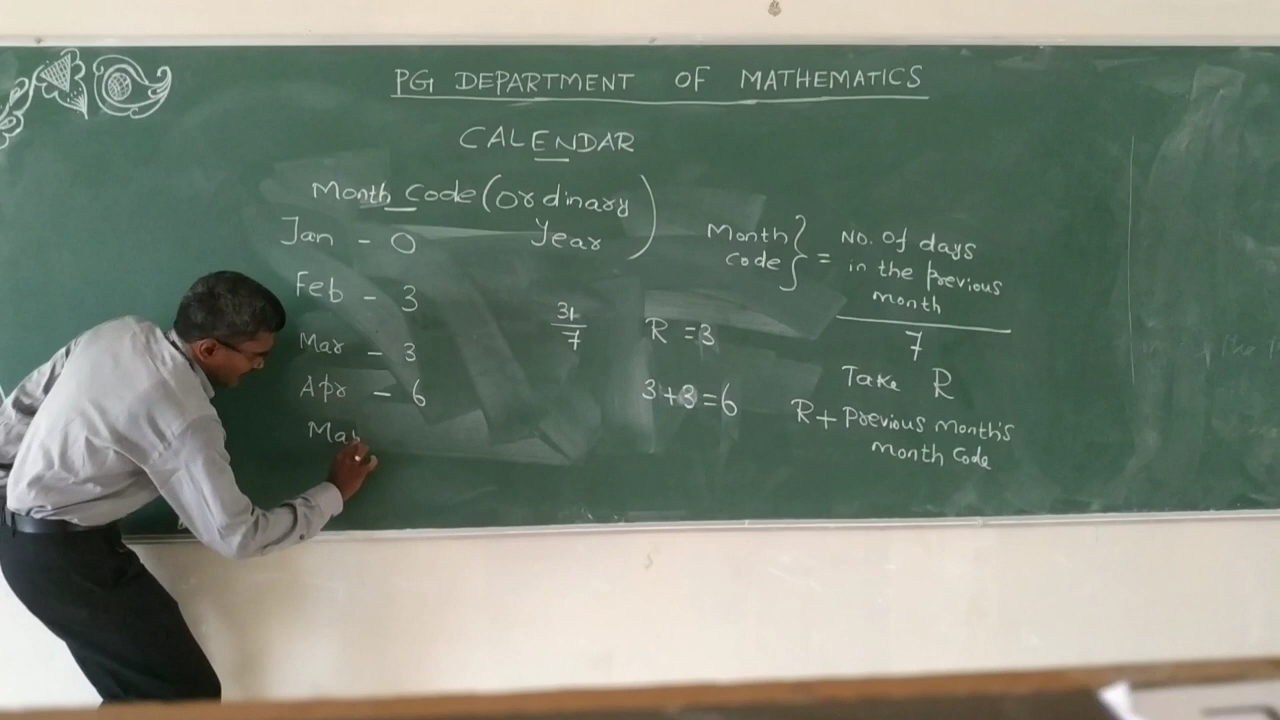 PG DEPARTMENT OF MATHEMATICS
CALENDAR
Month Code (ordinary
Year)
Jan - 0
Feb - 3
Mar - 3
Apr - 6
May
31/7 R = 3
3+3=6
Month
Code } = No. of days
in the previous
month
7
Take R
R + Previous month's
month Code